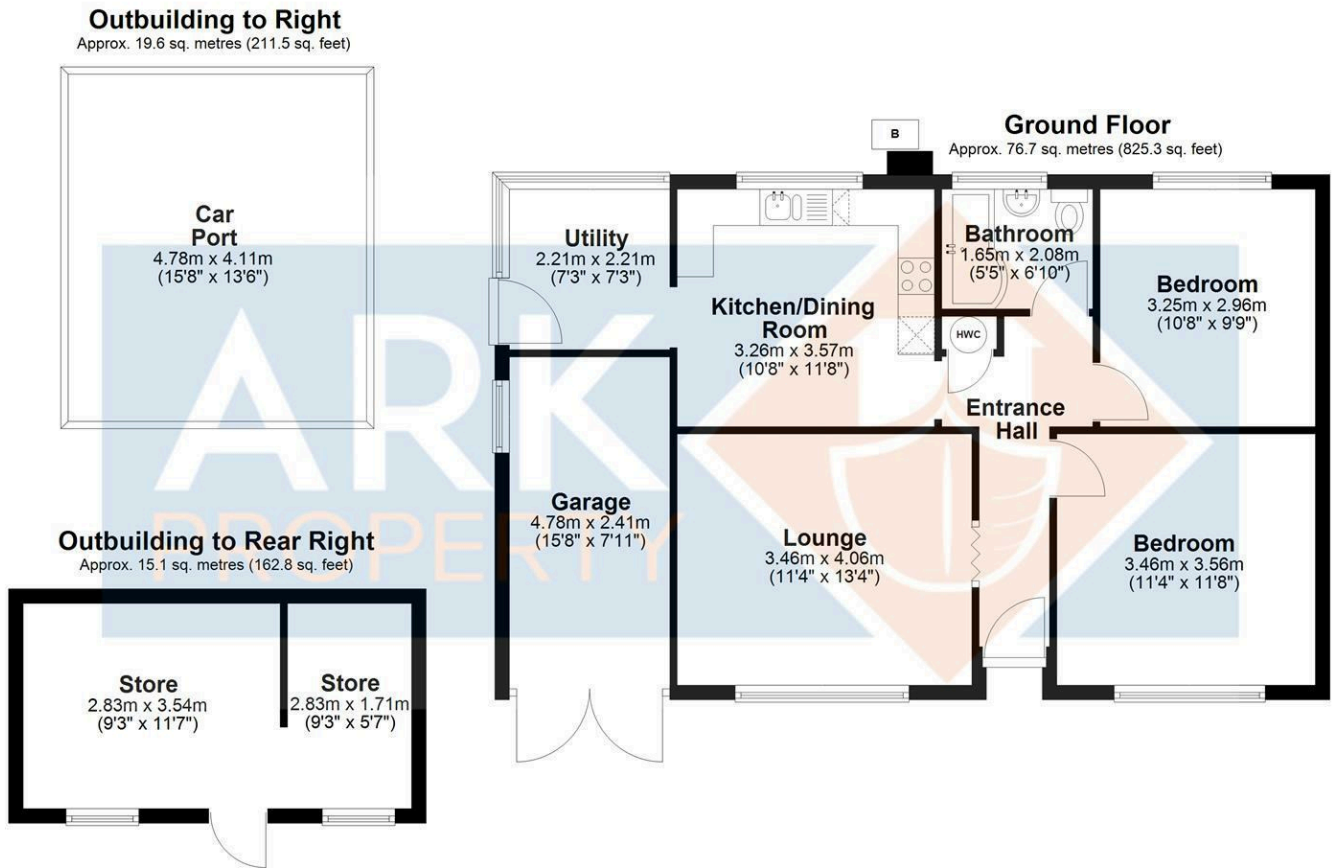 Outbuilding to Right
Approx. 19.6 sq. metres (211.5 sq. feet)
Car
Port
4.78m x 4.11m
(15'8" x 13'6")
Ground Floor
Approx. 76.7 sq. metres (825.3 sq. feet)
B
Utility
2.21m x 2.21m
(7'3" x 7'3")
Kitchen/Dining
Room
3.26m x 3.57m
(10'8" x 11'8")
Bathroom
1.65m x 2.08m
(5'5" x 6'10")
HWC
Bedroom
3.25m x 2.96m
(10'8" x 9'9")
Entrance
Hall
Garage
4.78m x 2.41m
(15'8" x 7'11")
Lounge
3.46m x 4.06m
(11'4" x 13'4")
Bedroom
3.46m x 3.56m
(11'4" x 11'8")
ARK
PROPERTY
Outbuilding to Rear Right
Approx. 15.1 sq. metres (162.8 sq. feet)
Store
2.83m x 3.54m
(9'3" x 11'7")
Store
2.83m x 1.71m
(9'3" x 5'7")